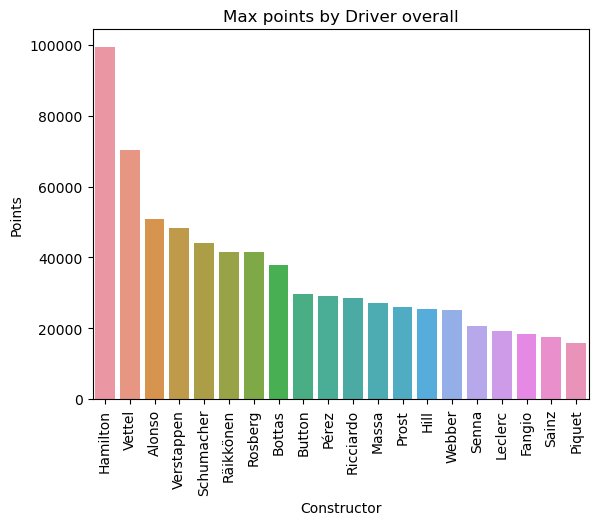 Max points by Driver overall
Points
100000
80000
60000
40000
20000
0
Hamilton
Vettel
Alonso
Verstappen
Schumacher
Räikkönen
Rosberg
Bottas
Button
Pérez
Ricciardo
Massa
Prost
Hill
Webber
Senna
Leclerc
Fangio
Sainz
Piquet
Constructor